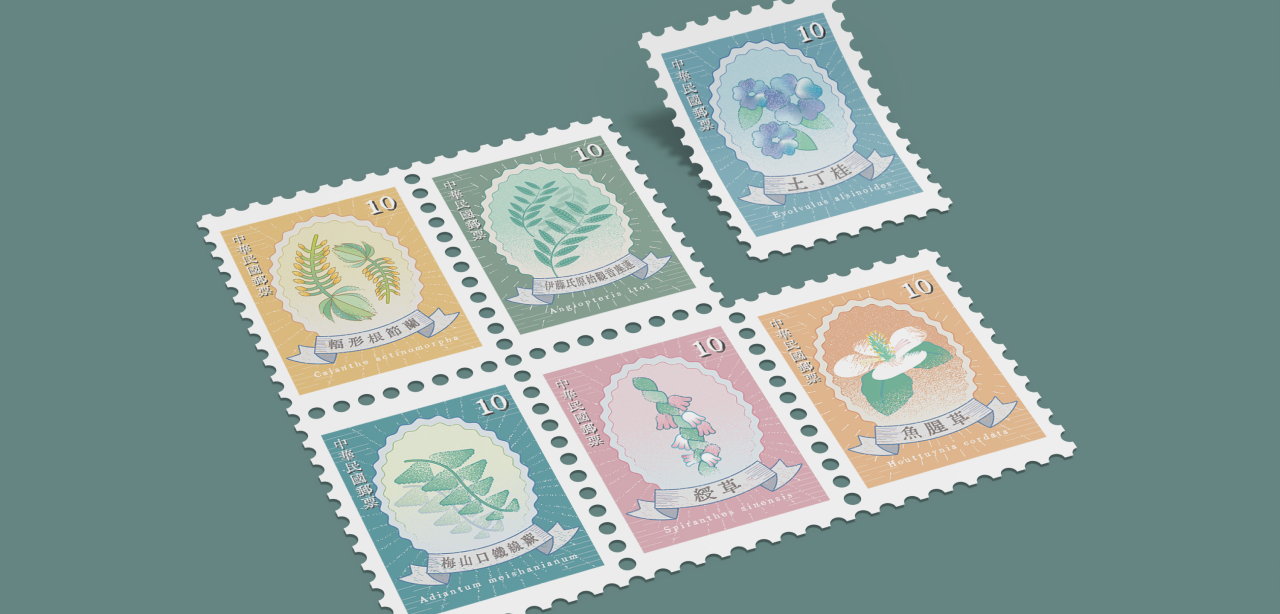 10
中華民國郵票
土丁桂
Evolvulus alsinoides
10
中華民國郵票
伊藤氏原始觀音座蓮
Angiopteris itoi
10
中華民國郵票
輻形根節蘭
Calanthe actinomorpha
10
中華民國郵票
魚腥草
Houttuynia cordata
10
中華民國郵票
綬草
Spiranthes sinensis
10
中華民國郵票
梅山口鐵線蕨
Adiantum meishanianum